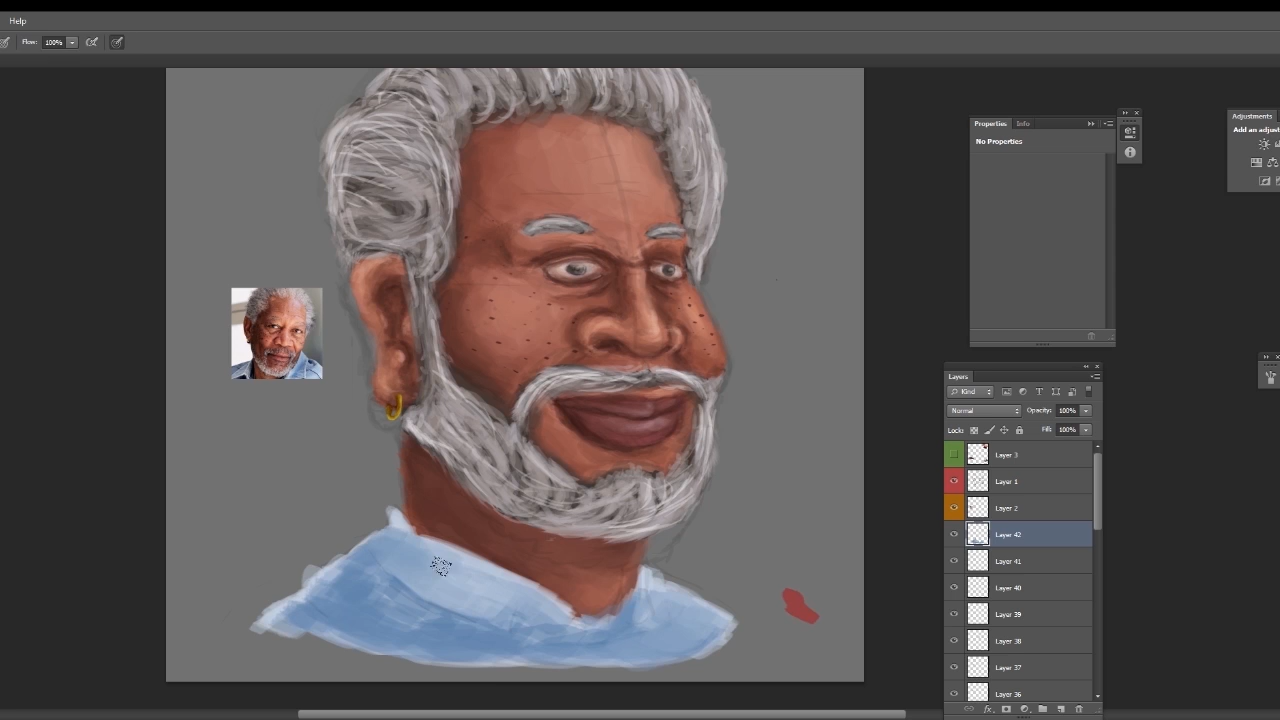 Help
Flow: 100%
Adjustments
Properties Info
Add an adjust
No Properties
Layers
Kind
Normal Opacity: 100%
Lock: Fill: 100%
Layer 3
Layer 1
Layer 2
Layer 42
Layer 41
Layer 40
Layer 39
Layer 38
Layer 37
Layer 36
fx